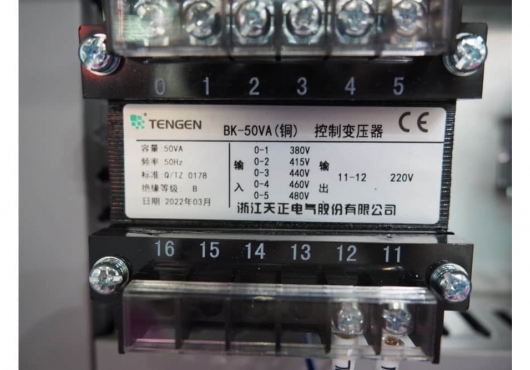 0 1 2 3 4 5
TENGEN BK-50VA(铜) 控制变压器 CE
容量 50VA
频率 50Hz
标准 Q/TZ 0178
绝缘等级 B
日期 2022年03月
输入
0-1 380V
0-2 415V
0-3 440V
0-4 460V
0-5 480V
输出
11-12 220V
浙江天正电气股份有限公司
16 15 14 13 12 11